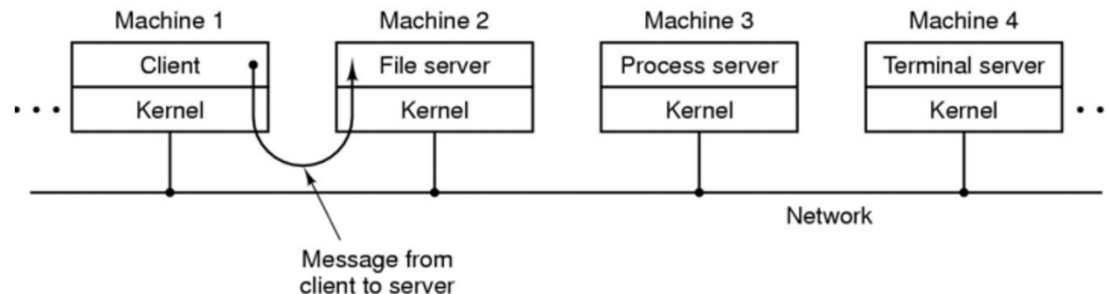 Machine 1
Machine 2
Machine 3
Machine 4
Client
File server
Process server
Terminal server
Kernel
Kernel
Kernel
Kernel
Network
Message from
client to server